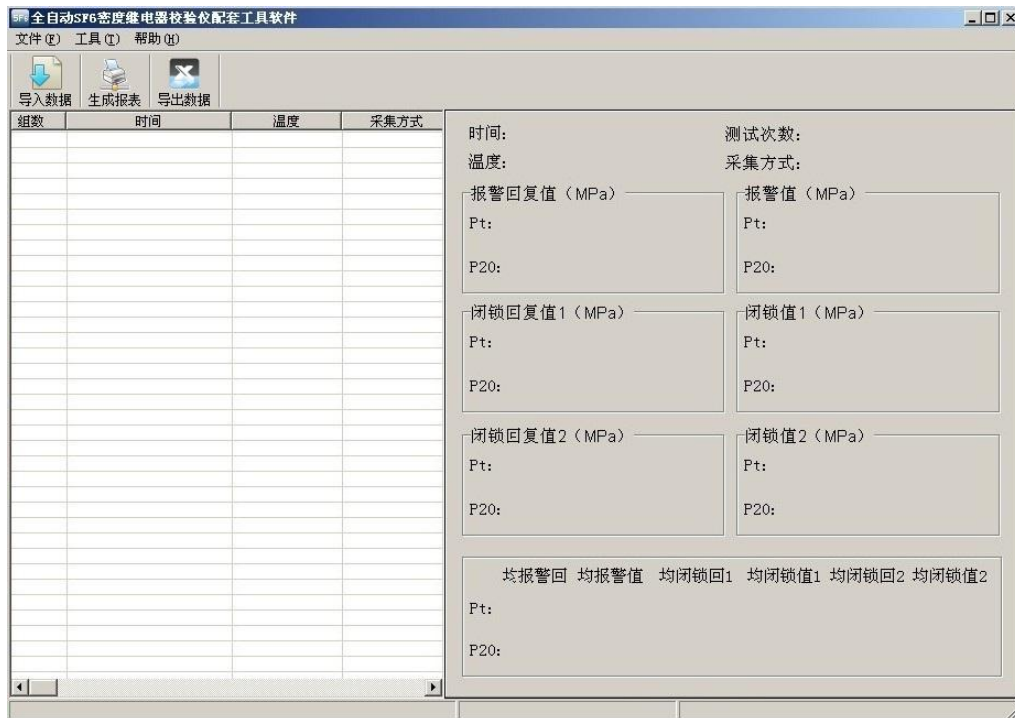 SF6 全自动SF6密度继电器校验仪配套工具软件
文件(F) 工具(T) 帮助(H)
导入数据 生成报表 导出数据
组数 时间 温度 采集方式
时间: 测试次数:
温度: 采集方式:
报警回复值（MPa） 报警值（MPa）
Pt: Pt:
P20: P20:
闭锁回复值1（MPa） 闭锁值1（MPa）
Pt: Pt:
P20: P20:
闭锁回复值2（MPa） 闭锁值2（MPa）
Pt: Pt:
P20: P20:
均报警回 均报警值 均闭锁回1 均闭锁值1 均闭锁回2 均闭锁值2
Pt:
P20: